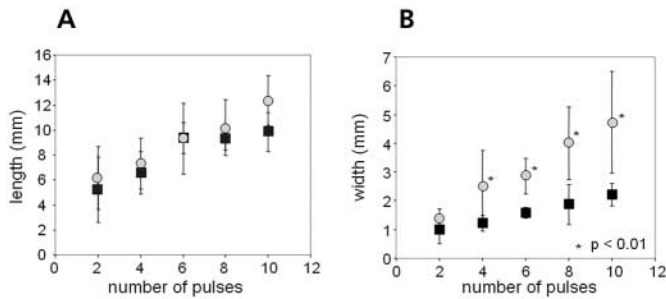 A
B
16
14
12
10
8
6
4
2
0
length (mm)
0 2 4 6 8 10 12
number of pulses
7
6
5
4
3
2
1
0
width (mm)
* * * *
* p < 0.01
0 2 4 6 8 10 12
number of pulses